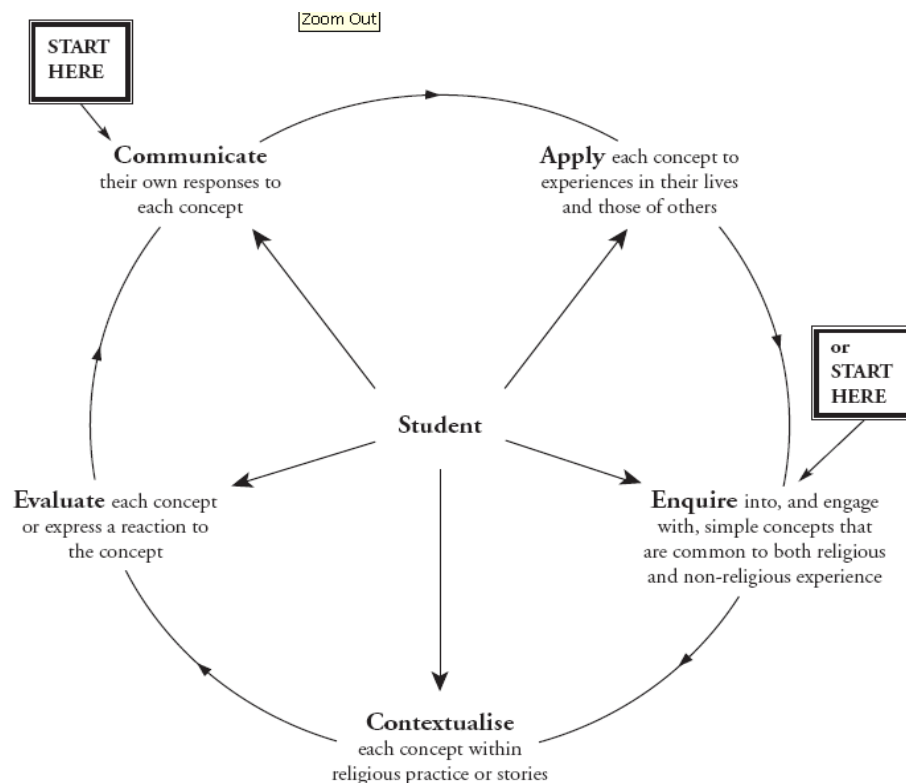 Zoom Out
START
HERE
Communicate
their own responses to
each concept
Apply each concept to
experiences in their lives
and those of others
or
START
HERE
Student
Evaluate each concept
or express a reaction to
the concept
Enquire into, and engage
with, simple concepts that
are common to both religious
and non-religious experience
Contextualise
each concept within
religious practice or stories